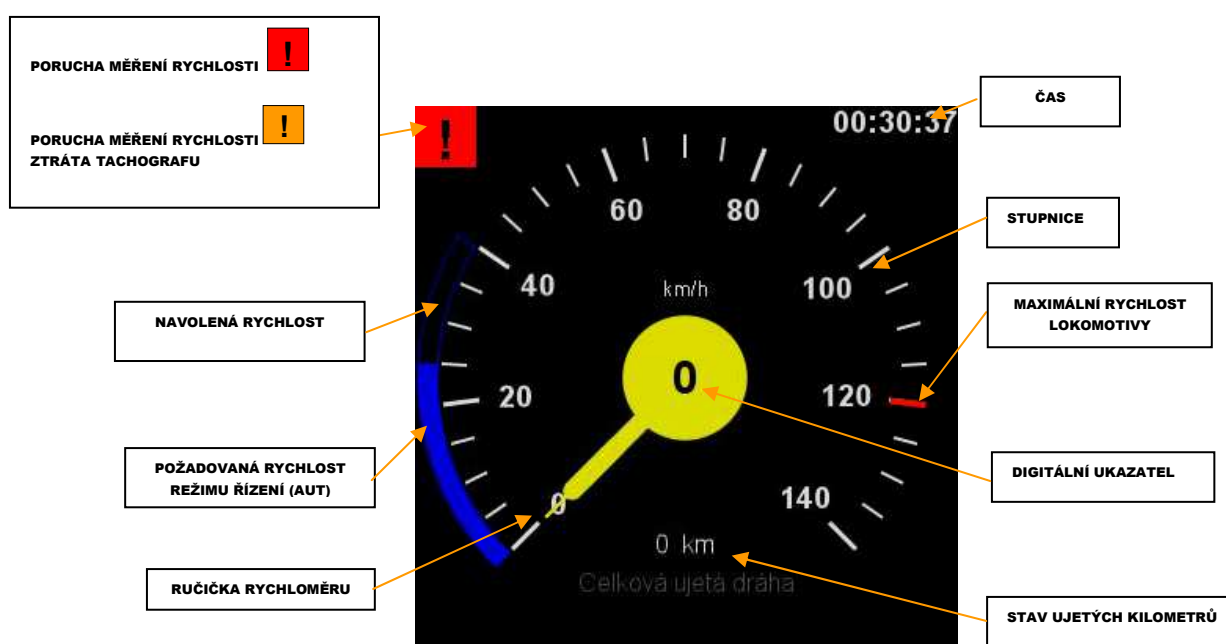 PORUCHA MĚŘENÍ RYCHLOSTI !
PORUCHA MĚŘENÍ RYCHLOSTI !
ZTRÁTA TACHOGRAFU
ČAS
!
00:30:37
60
80
STUPNICE
40
km/h
100
NAVOLENÁ RYCHLOST
MAXIMÁLNÍ RYCHLOST
LOKOMOTIVY
0
20
120
POŽADOVANÁ RYCHLOST
REŽIMU ŘÍZENÍ (AUT)
DIGITÁLNÍ UKAZATEL
0
140
0 km
Celková ujetá dráha
RUČIČKA RYCHLOMĚRU
STAV UJETÝCH KILOMETRŮ